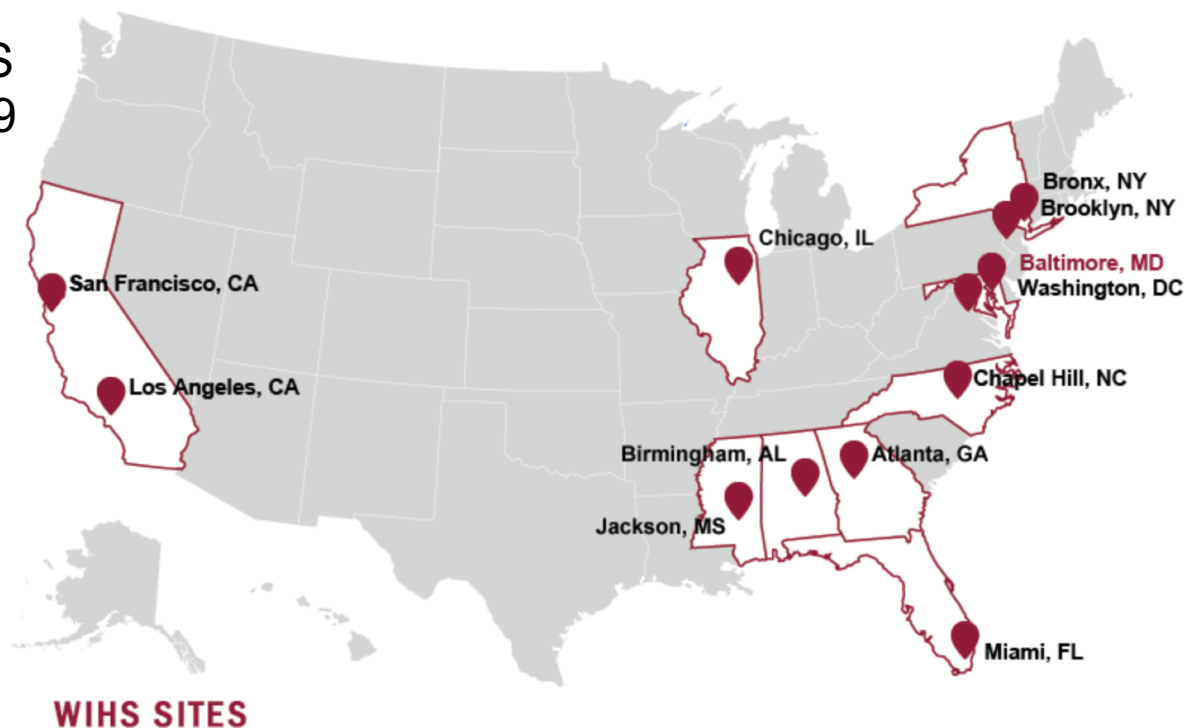 S
9
Bronx, NY
Brooklyn, NY
Chicago, IL
Baltimore, MD
San Francisco, CA
Washington, DC
Chapel Hill, NC
Los Angeles, CA
Birmingham, AL
Atlanta, GA
Jackson, MS
Miami, FL
WIHS SITES